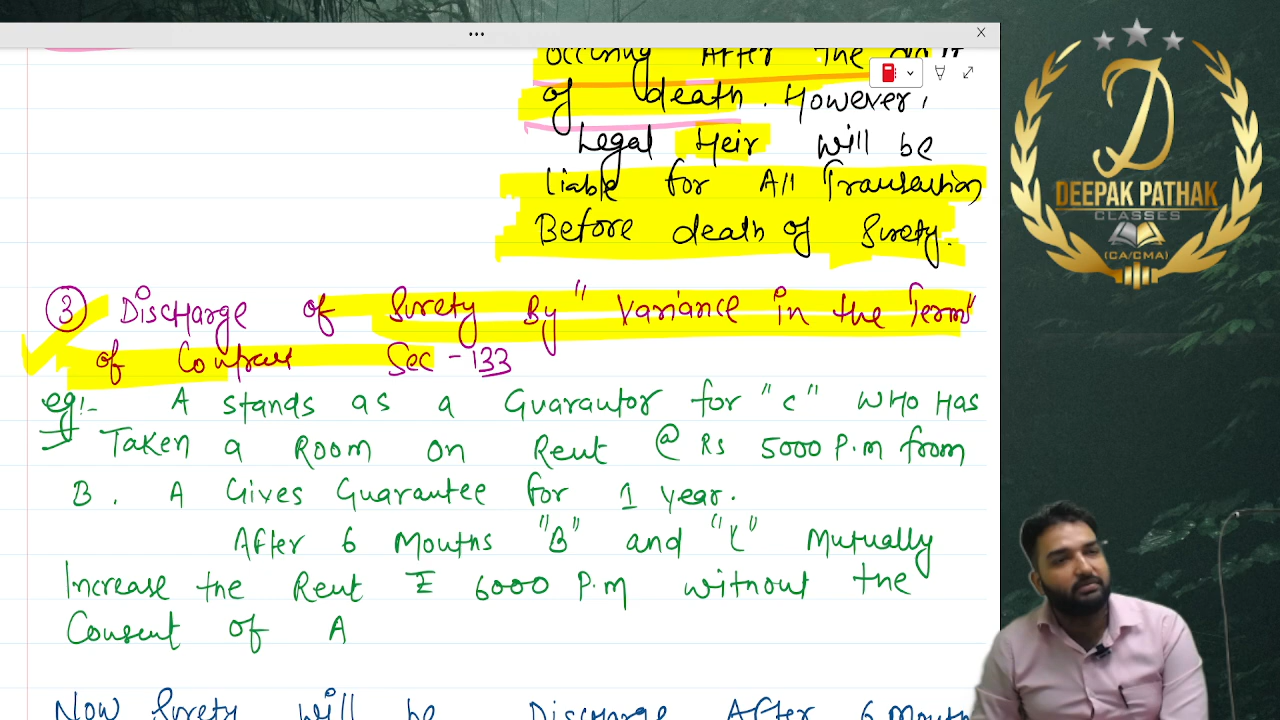 occuring After the
of death. However,
Legal Heir will be
liable for All Transaction
Before death of Surety.
③ Discharge of Surety By "Variance in the Terms"
of Contract Sec - 133
eg:- A stands as a Guarantor for "C" WHO Has
Taken a Room on Rent @ Rs 5000 P.m from
B. A Gives Guarantee for 1 year.
After 6 Months "B" and "C" Mutually
Increase the Rent 6000 P.m without the
Consent of A
Now Surety will be Discharge After 6 Month
D
DEEPAK PATHAK
CLASSES
(CA/CMA)